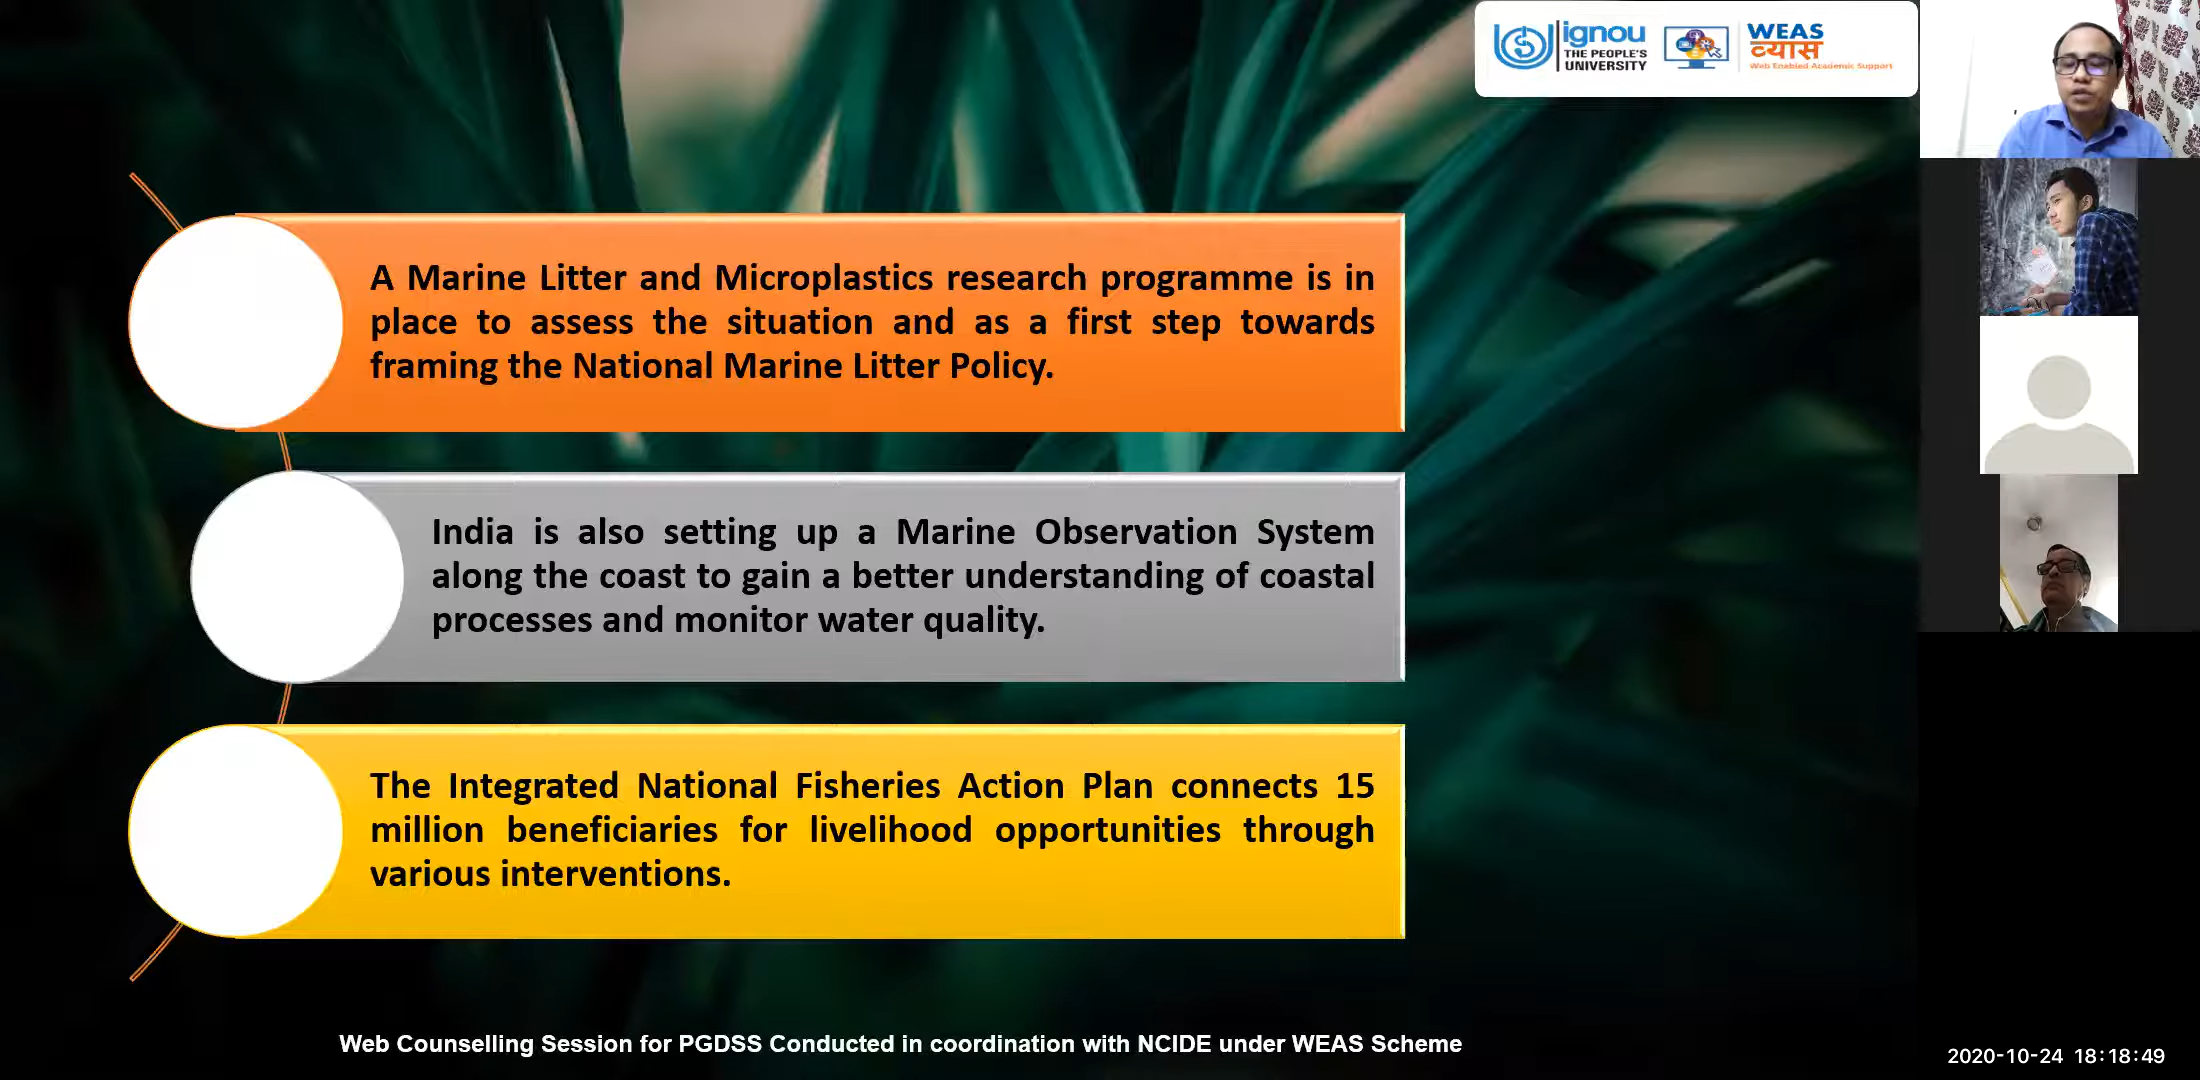 ignou
THE PEOPLE'S
UNIVERSITY
WEAS
व्यास
Web Enabled Academic Support
A Marine Litter and Microplastics research programme is in
place to assess the situation and as a first step towards
framing the National Marine Litter Policy.
India is also setting up a Marine Observation System
along the coast to gain a better understanding of coastal
processes and monitor water quality.
The Integrated National Fisheries Action Plan connects 15
million beneficiaries for livelihood opportunities through
various interventions.
Web Counselling Session for PGDSS Conducted in coordination with NCIDE under WEAS Scheme
2020-10-24 18:18:49